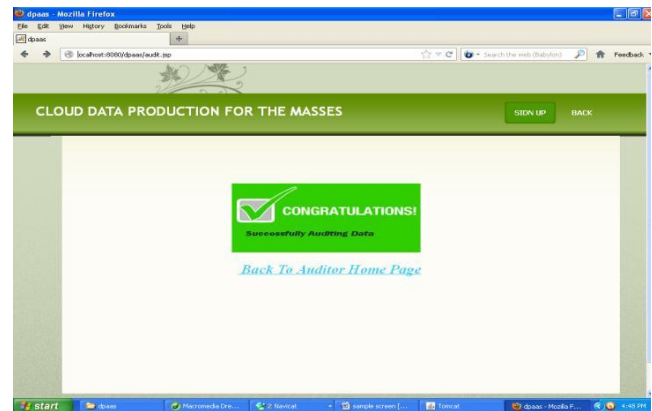 dpaas - Mozilla Firefox
File Edit View History Bookmarks Tools Help
dpaas
localhost:8080/dpaas/audit.jsp
Search the web (Babylon)
Feedback
CLOUD DATA PRODUCTION FOR THE MASSES
SIDN UP BACK
CONGRATULATIONS!
Successfully Auditing Data
Back To Auditor Home Page
start
dpaas
Macromedia Dre...
2 Navicat
sample screen [...
Tomcat
dpaas - Mozilla F...
4:48 PM